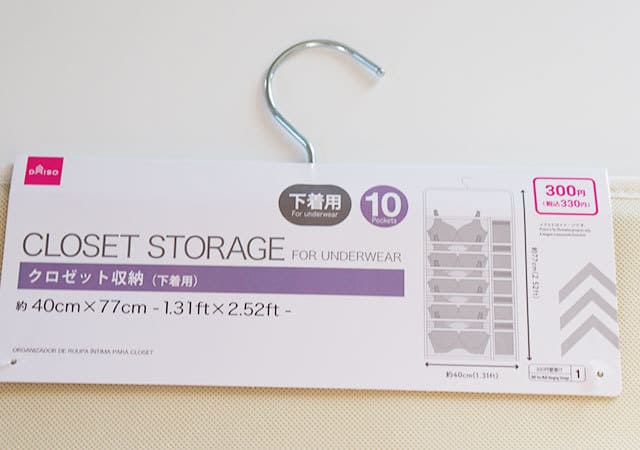 DAISO
下着用
For underwear
10
Pockets
300円
(税込330円)
CLOSET STORAGE FOR UNDERWEAR
クロゼット収納(下着用)
約 40cm×77cm - 1.31ft×2.52ft -
約77cm(2.52ft)
約40cm(1.31ft)
ORGANIZADOR DE ROUPA ÍNTIMA PARA CLOSET
1